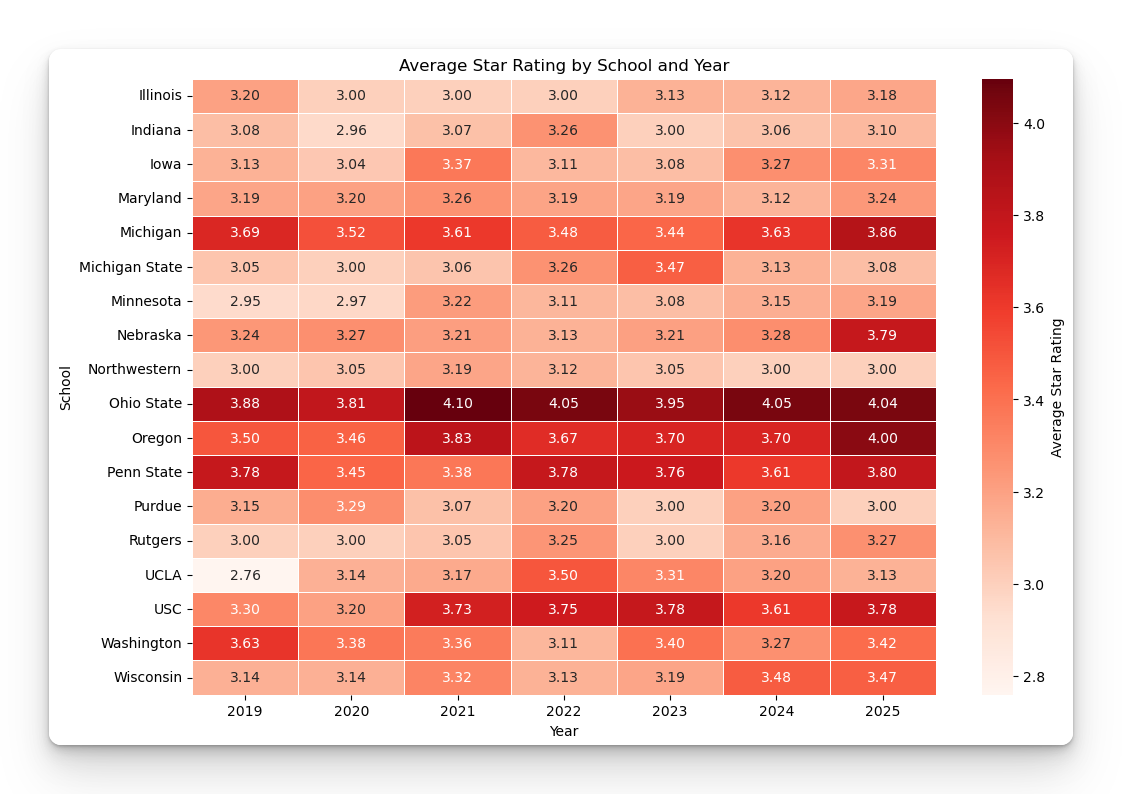 Average Star Rating by School and Year
Illinois 3.20 3.00 3.00 3.00 3.13 3.12 3.18
Indiana 3.08 2.96 3.07 3.26 3.00 3.06 3.10
Iowa 3.13 3.04 3.37 3.11 3.08 3.27 3.31
Maryland 3.19 3.20 3.26 3.19 3.19 3.12 3.24
Michigan 3.69 3.52 3.61 3.48 3.44 3.63 3.86
Michigan State 3.05 3.00 3.06 3.26 3.47 3.13 3.08
Minnesota 2.95 2.97 3.22 3.11 3.08 3.15 3.19
Nebraska 3.24 3.27 3.21 3.13 3.21 3.28 3.79
Northwestern 3.00 3.05 3.19 3.12 3.05 3.00 3.00
Ohio State 3.88 3.81 4.10 4.05 3.95 4.05 4.04
Oregon 3.50 3.46 3.83 3.67 3.70 3.70 4.00
Penn State 3.78 3.45 3.38 3.78 3.76 3.61 3.80
Purdue 3.15 3.29 3.07 3.20 3.00 3.20 3.00
Rutgers 3.00 3.00 3.05 3.25 3.00 3.16 3.27
UCLA 2.76 3.14 3.17 3.50 3.31 3.20 3.13
USC 3.30 3.20 3.73 3.75 3.78 3.61 3.78
Washington 3.63 3.38 3.36 3.11 3.40 3.27 3.42
Wisconsin 3.14 3.14 3.32 3.13 3.19 3.48 3.47
2019 2020 2021 2022 2023 2024 2025
Year
School
4.0
3.8
3.6
3.4
3.2
3.0
2.8
Average Star Rating